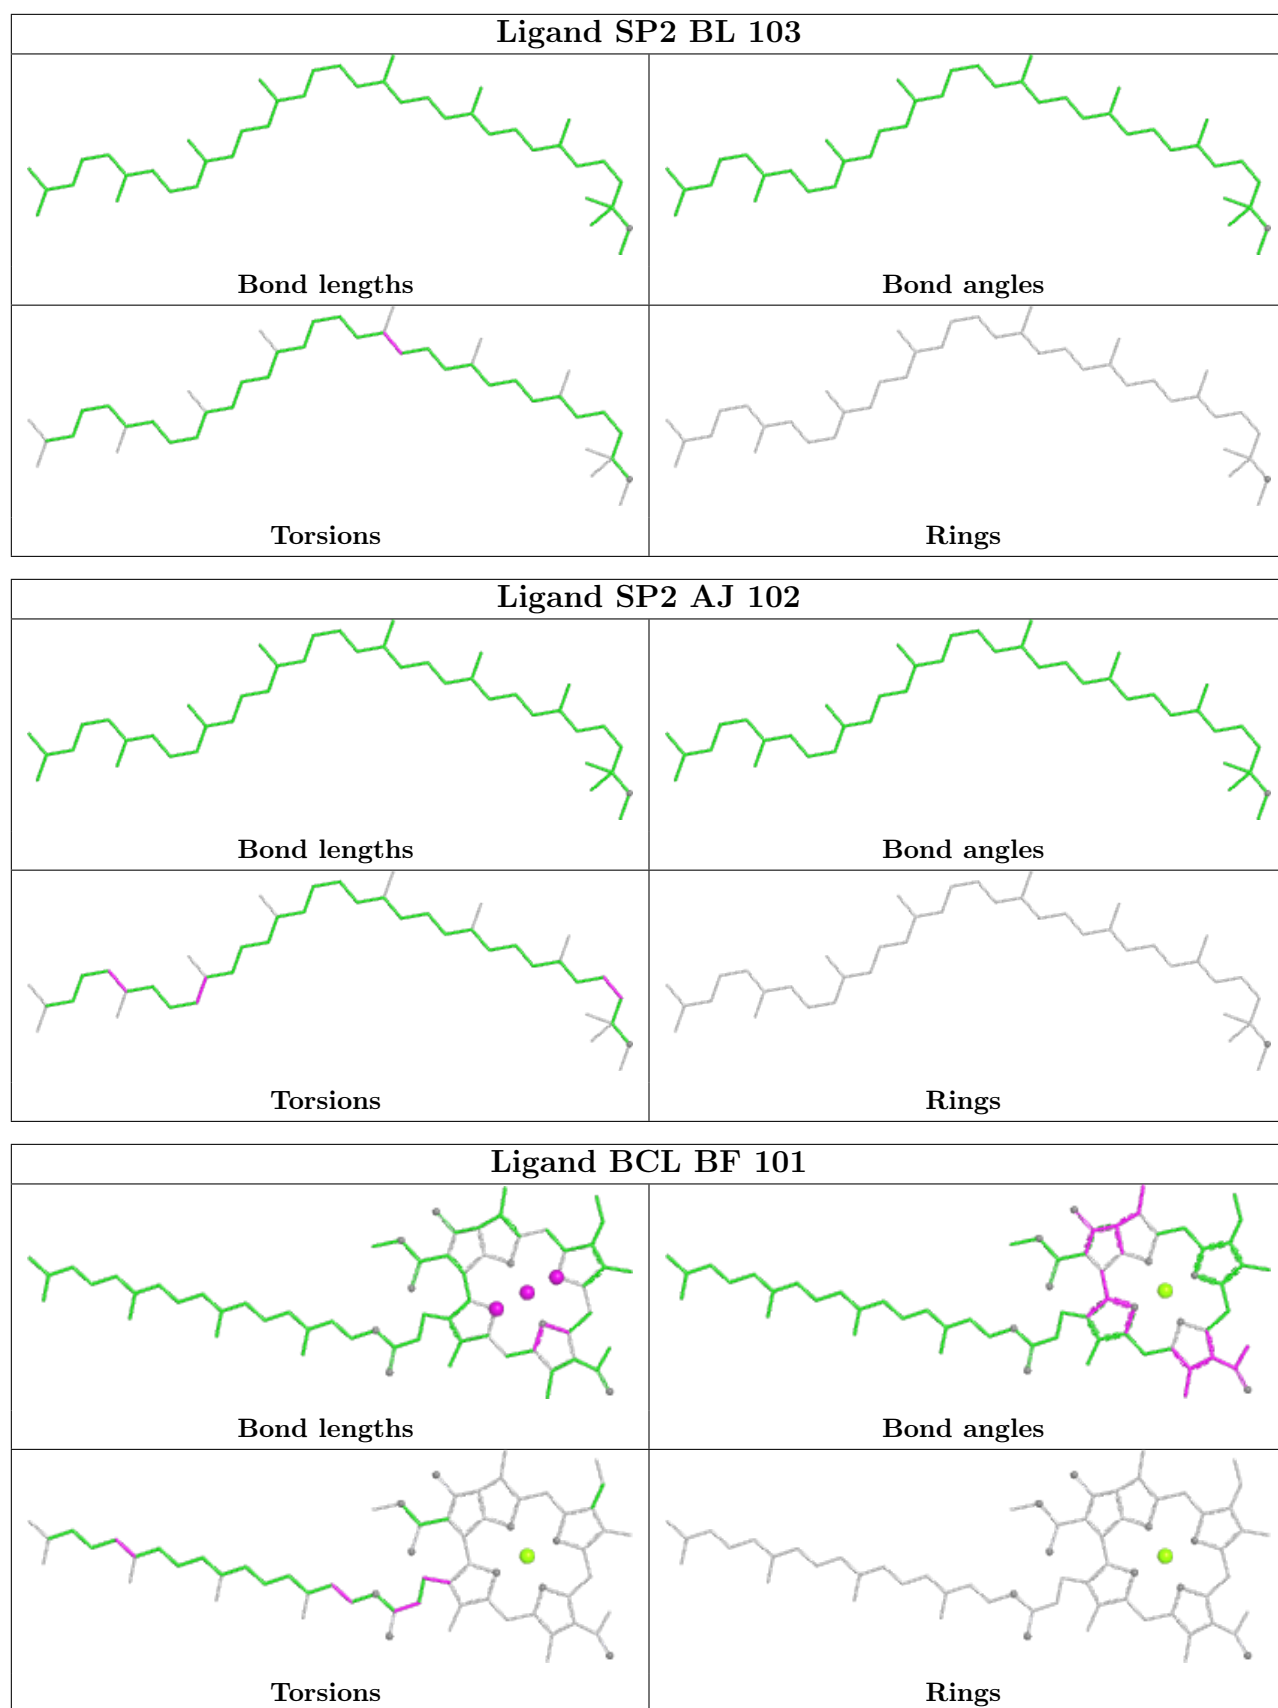 Ligand SP2 BL 103
Bond lengths
Bond angles
Torsions
Rings
Ligand SP2 AJ 102
Bond lengths
Bond angles
Torsions
Rings
Ligand BCL BF 101
Bond lengths
Bond angles
Torsions
Rings